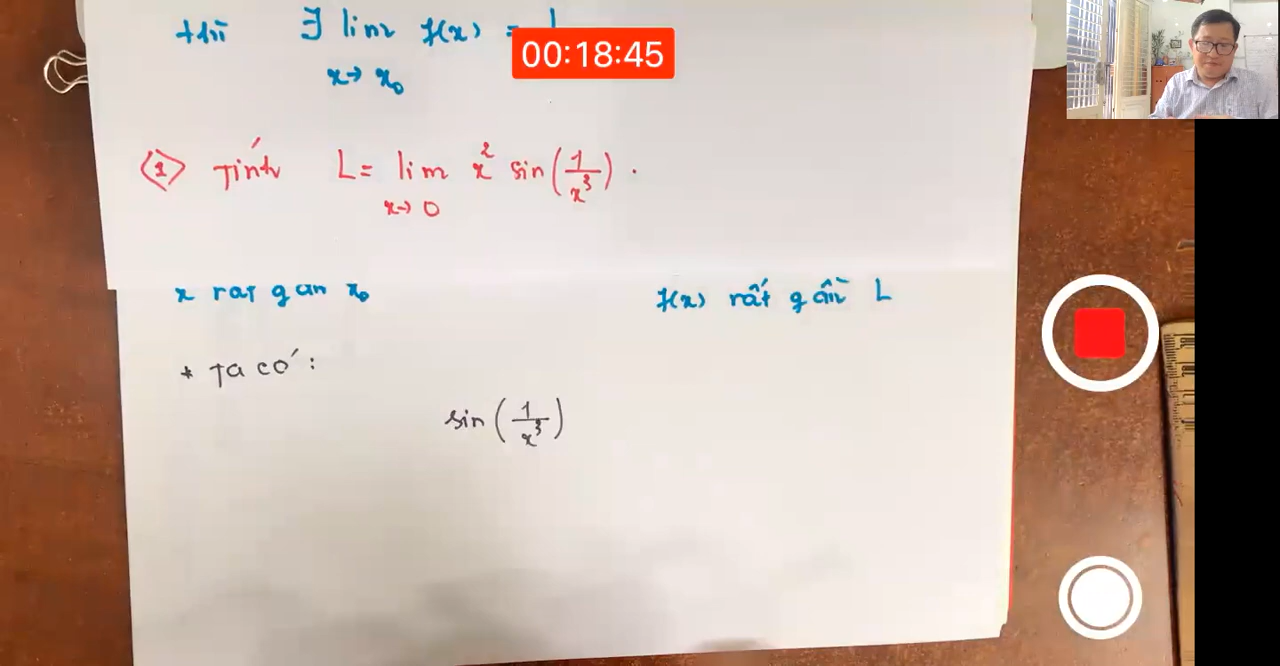 thì ∃ lim f(x) = L
x→ x₀
00:18:45
⟨1⟩ Tính L= lim x² sin(1/x³).
x→ 0
x rất gần x₀ f(x) rất gần L
* Ta có:
sin(1/x³)